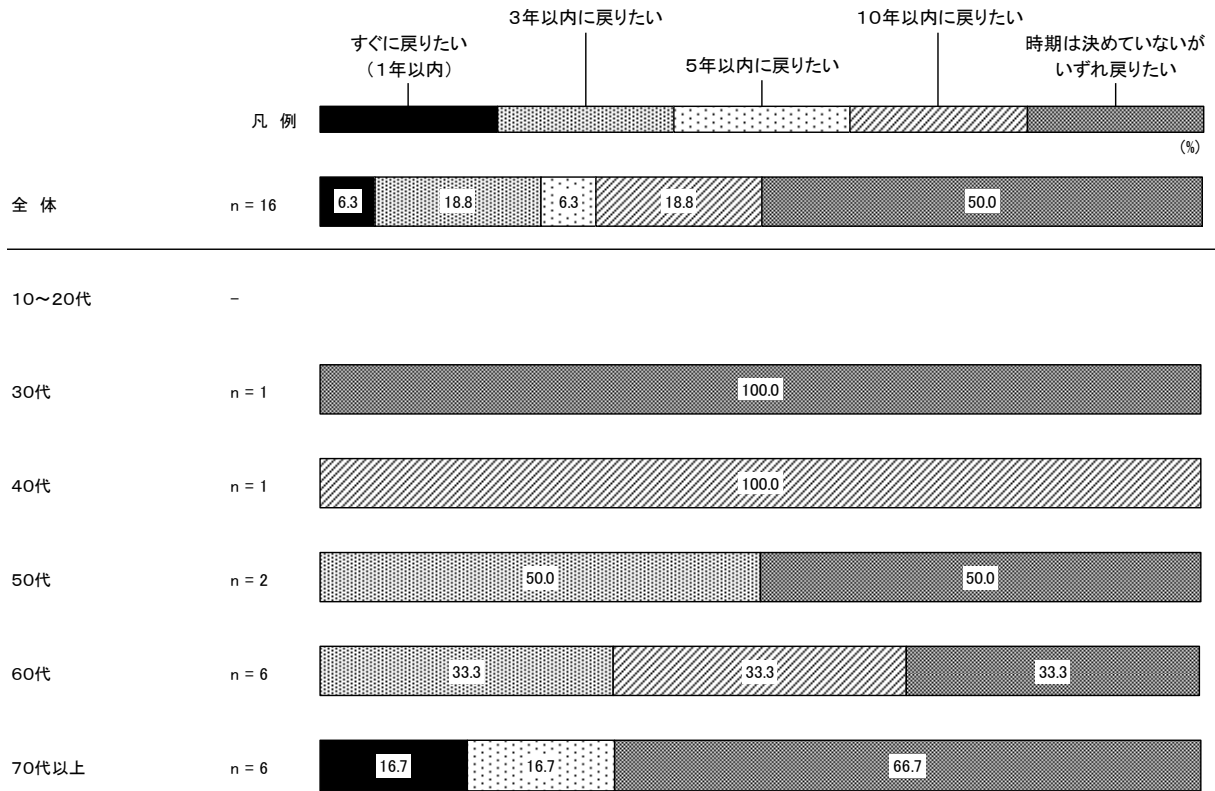 3年以内に戻りたい
10年以内に戻りたい
すぐに戻りたい
(1年以内)
5年以内に戻りたい
時期は決めていないが
いずれ戻りたい
凡 例
(%)
全 体 n = 16 6.3 18.8 6.3 18.8 50.0
10～20代 -
30代 n = 1 100.0
40代 n = 1 100.0
50代 n = 2 50.0 50.0
60代 n = 6 33.3 33.3 33.3
70代以上 n = 6 16.7 16.7 66.7